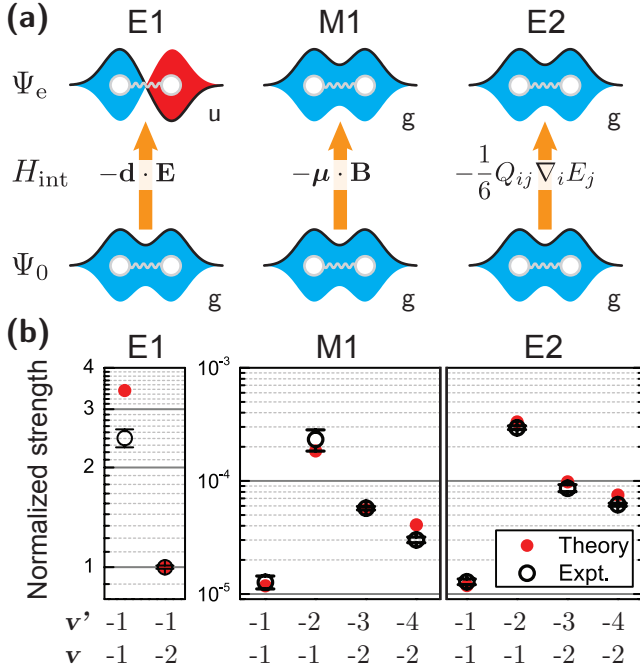 (a)
E1 M1 E2
Ψe
u g g
Hint −d · E −μ · B −1/6 Qij ∇iEj
Ψ0
g g g
(b)
E1 M1 E2
Normalized strength
4
3
2
1
10^-3
10^-4
10^-5
Theory
Expt.
v' -1 -1 -1 -2 -3 -4 -1 -2 -3 -4
v -1 -2 -1 -1 -2 -2 -1 -1 -2 -2